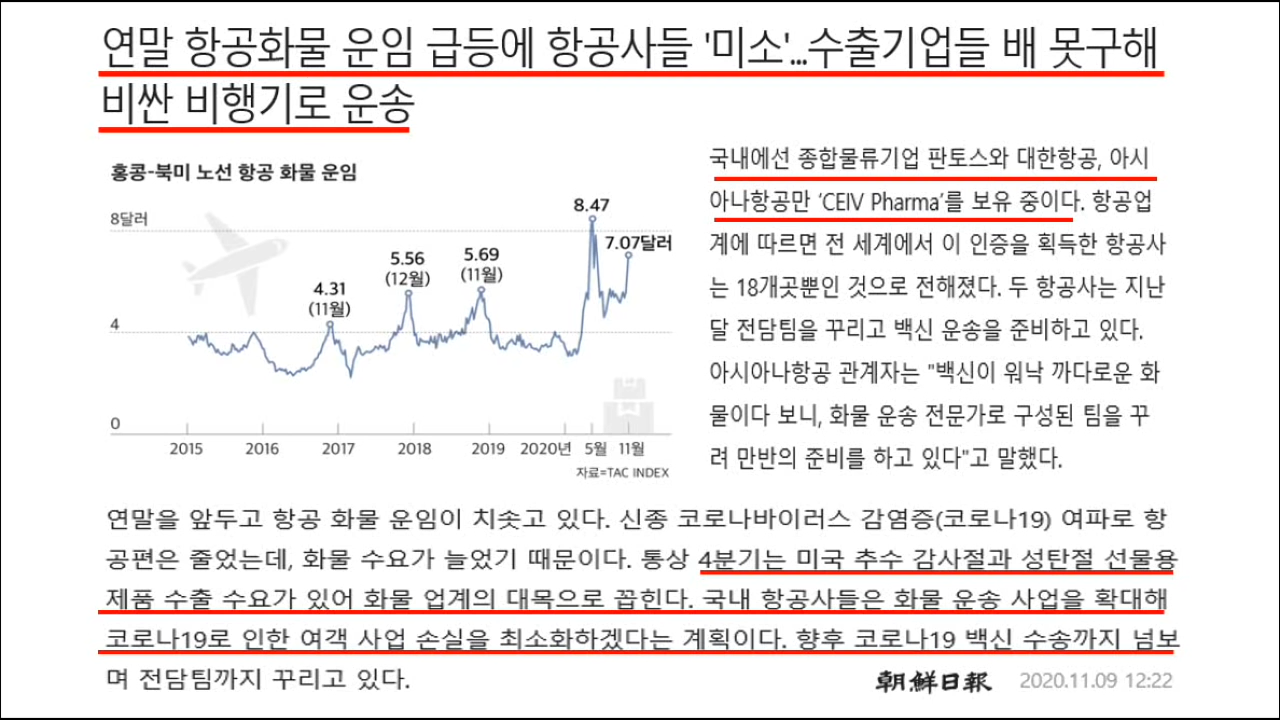 연말 항공화물 운임 급등에 항공사들 '미소'...수출기업들 배 못구해
비싼 비행기로 운송
홍콩-북미 노선 항공 화물 운임
8달러
4
0
4.31
(11월)
5.56
(12월)
5.69
(11월)
8.47
7.07달러
2015 2016 2017 2018 2019 2020년 5월 11월
자료=TAC INDEX
국내에선 종합물류기업 판토스와 대한항공, 아시
아나항공만 ‘CEIV Pharma’를 보유 중이다. 항공업
계에 따르면 전 세계에서 이 인증을 획득한 항공사
는 18개곳뿐인 것으로 전해졌다. 두 항공사는 지난
달 전담팀을 꾸리고 백신 운송을 준비하고 있다.
아시아나항공 관계자는 "백신이 워낙 까다로운 화
물이다 보니, 화물 운송 전문가로 구성된 팀을 꾸
려 만반의 준비를 하고 있다"고 말했다.
연말을 앞두고 항공 화물 운임이 치솟고 있다. 신종 코로나바이러스 감염증(코로나19) 여파로 항
공편은 줄었는데, 화물 수요가 늘었기 때문이다. 통상 4분기는 미국 추수 감사절과 성탄절 선물용
제품 수출 수요가 있어 화물 업계의 대목으로 꼽힌다. 국내 항공사들은 화물 운송 사업을 확대해
코로나19로 인한 여객 사업 손실을 최소화하겠다는 계획이다. 향후 코로나19 백신 수송까지 넘보
며 전담팀까지 꾸리고 있다.
朝鮮日報 2020.11.09 12:22